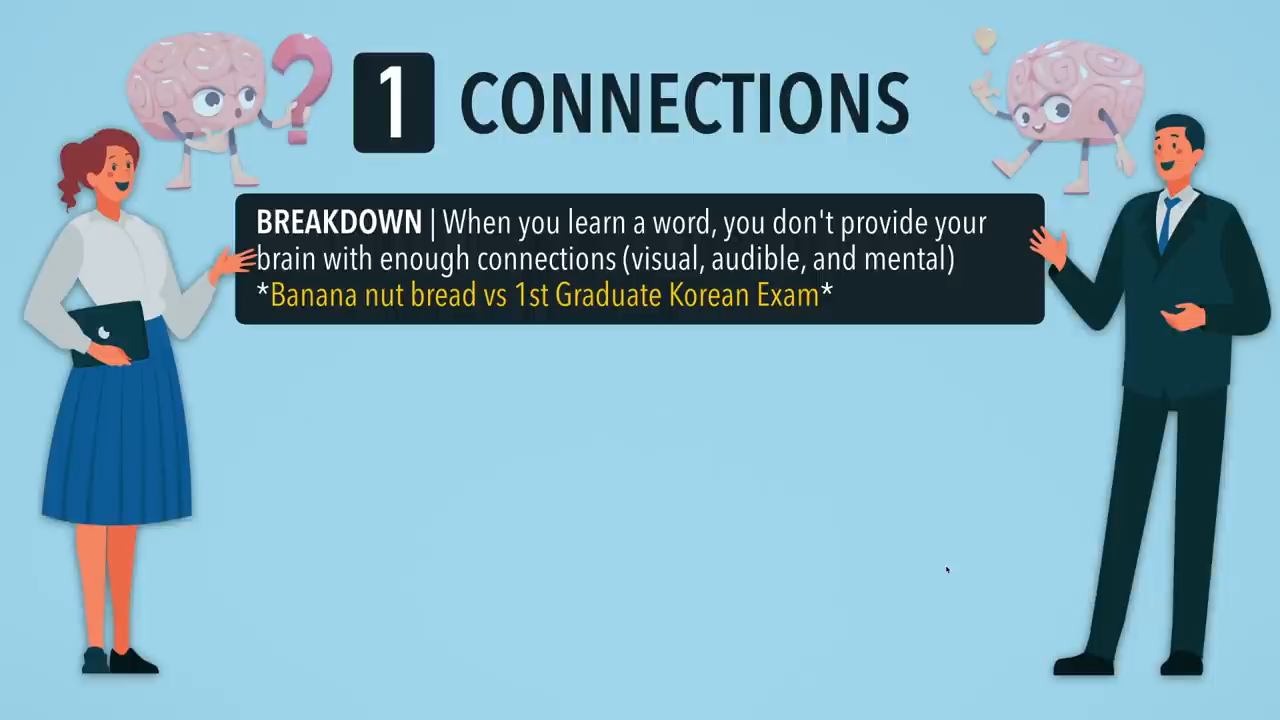 1 CONNECTIONS
BREAKDOWN | When you learn a word, you don't provide your
brain with enough connections (visual, audible, and mental)
*Banana nut bread vs 1st Graduate Korean Exam*